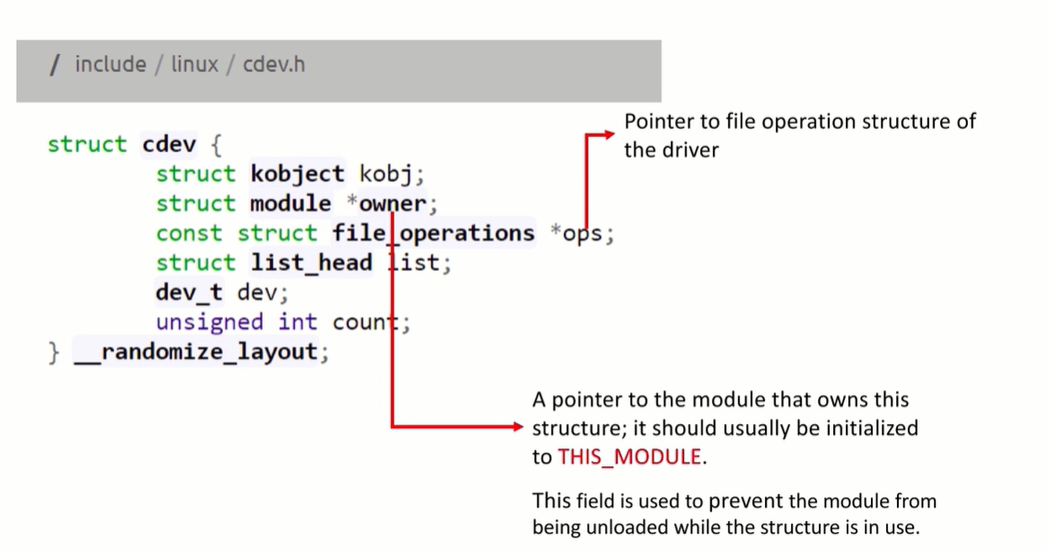 / include / linux / cdev.h
Pointer to file operation structure of
the driver
struct cdev {
struct kobject kobj;
struct module *owner;
const struct file_operations *ops;
struct list_head list;
dev_t dev;
unsigned int count;
} __randomize_layout;
A pointer to the module that owns this
structure; it should usually be initialized
to THIS_MODULE.
This field is used to prevent the module from
being unloaded while the structure is in use.